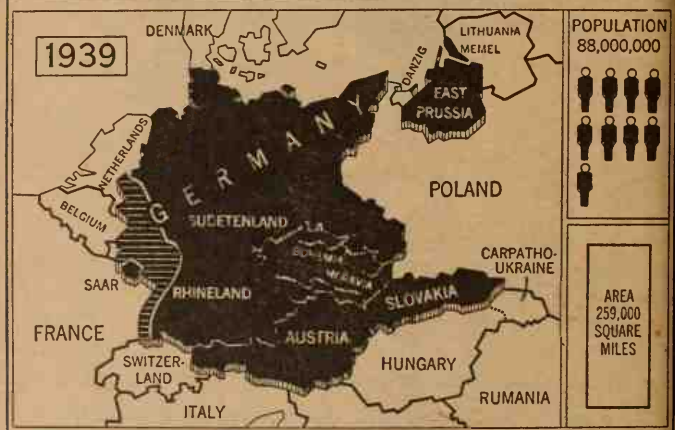 1939
DENMARK
LITHUANIA
MEMEL
DANZIG
EAST
PRUSSIA
NETHERLANDS
GERMANY
POLAND
BELGIUM
SUDETENLAND
BOHEMIA
MORAVIA
SAAR
RHINELAND
SLOVAKIA
CARPATHO-
UKRAINE
FRANCE
AUSTRIA
SWITZER-
LAND
HUNGARY
ITALY
RUMANIA
POPULATION
88,000,000
AREA
259,000
SQUARE
MILES